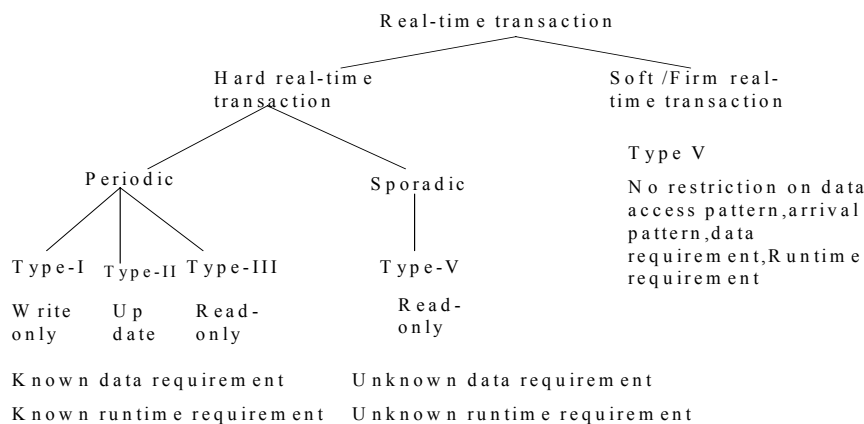 Real-time transaction
Hard real-time
transaction
Soft /Firm real-
time transaction
Periodic
Sporadic
Type V
No restriction on data
access pattern,arrival
pattern,data
requirement,Runtime
requirement
Type-I
Type-II
Type-III
Type-V
Write
only
Up
date
Read-
only
Read-
only
Known data requirement
Unknown data requirement
Known runtime requirement
Unknown runtime requirement